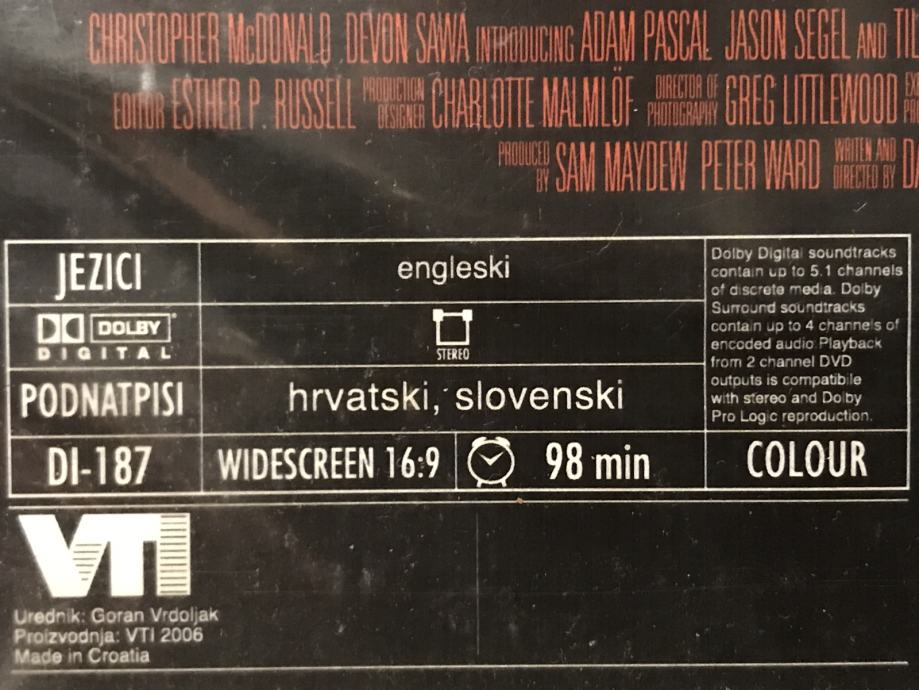 CHRISTOPHER McDONALD DEVON SAWA INTRODUCING ADAM PASCAL JASON SEGEL AND
EDITOR ESTHER P. RUSSELL PRODUCTION DESIGNER CHARLOTTE MALMLÖF DIRECTOR OF PHOTOGRAPHY GREG LITTLEWOOD
PRODUCED BY SAM MAYDEW PETER WARD WRITEN AND DIRECTED BY
JEZICI
engleski
DOLBY
DIGITAL
STEREO
PODNATPISI
hrvatski, slovenski
Dolby Digital soundtracks
contain up to 5.1 channels
of discrete media. Dolby
Surround soundtracks
contain up to 4 channels of
encoded audio Playback
from 2 channel DVD
outputs is compatibile
with stereo and Dolby
Pro Logic reproduction.
DI-187
WIDESCREEN 16:9
98 min
COLOUR
VTI
Urednik: Goran Vrdoljak
Proizvodnja: VTI 2006
Made in Croatia